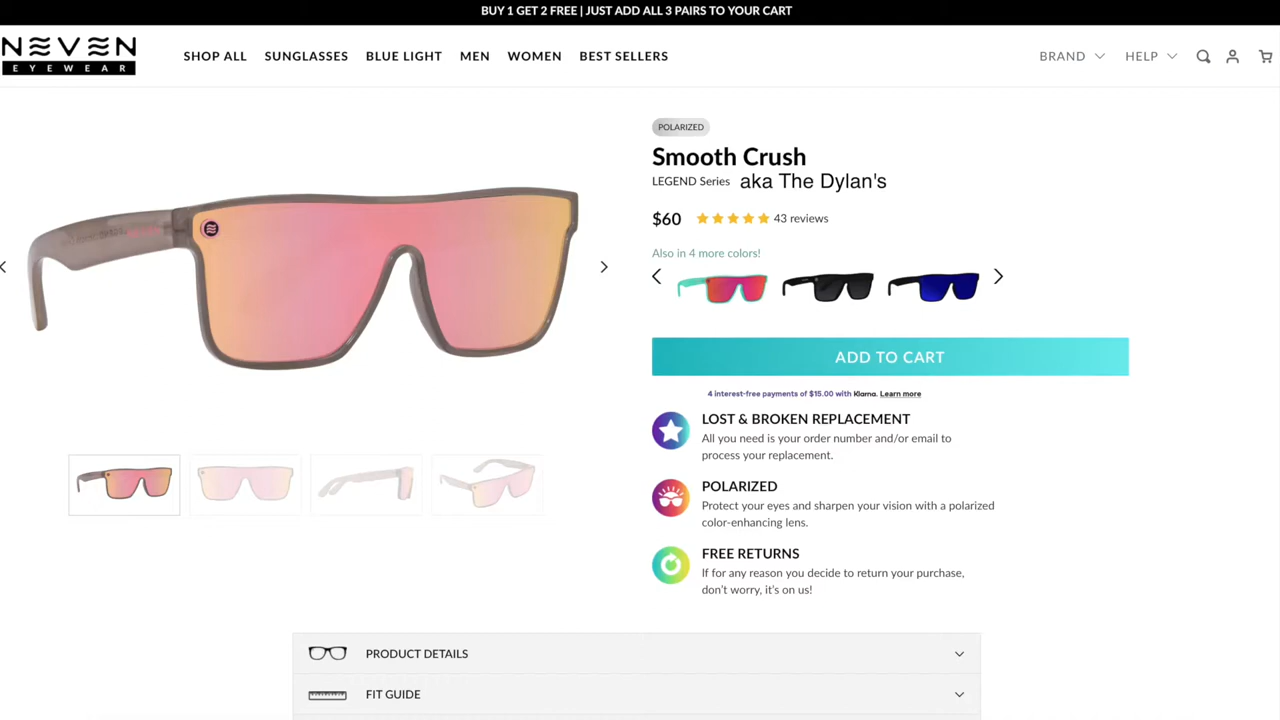 BUY 1 GET 2 FREE | JUST ADD ALL 3 PAIRS TO YOUR CART
NEVEN
EYEWEAR
SHOP ALL SUNGLASSES BLUE LIGHT MEN WOMEN BEST SELLERS
BRAND HELP
POLARIZED
Smooth Crush
LEGEND Series aka The Dylan's
$60 43 reviews
Also in 4 more colors!
ADD TO CART
4 interest-free payments of $15.00 with Klarna. Learn more
LOST & BROKEN REPLACEMENT
All you need is your order number and/or email to
process your replacement.
POLARIZED
Protect your eyes and sharpen your vision with a polarized
color-enhancing lens.
FREE RETURNS
If for any reason you decide to return your purchase,
don't worry, it's on us!
PRODUCT DETAILS
FIT GUIDE